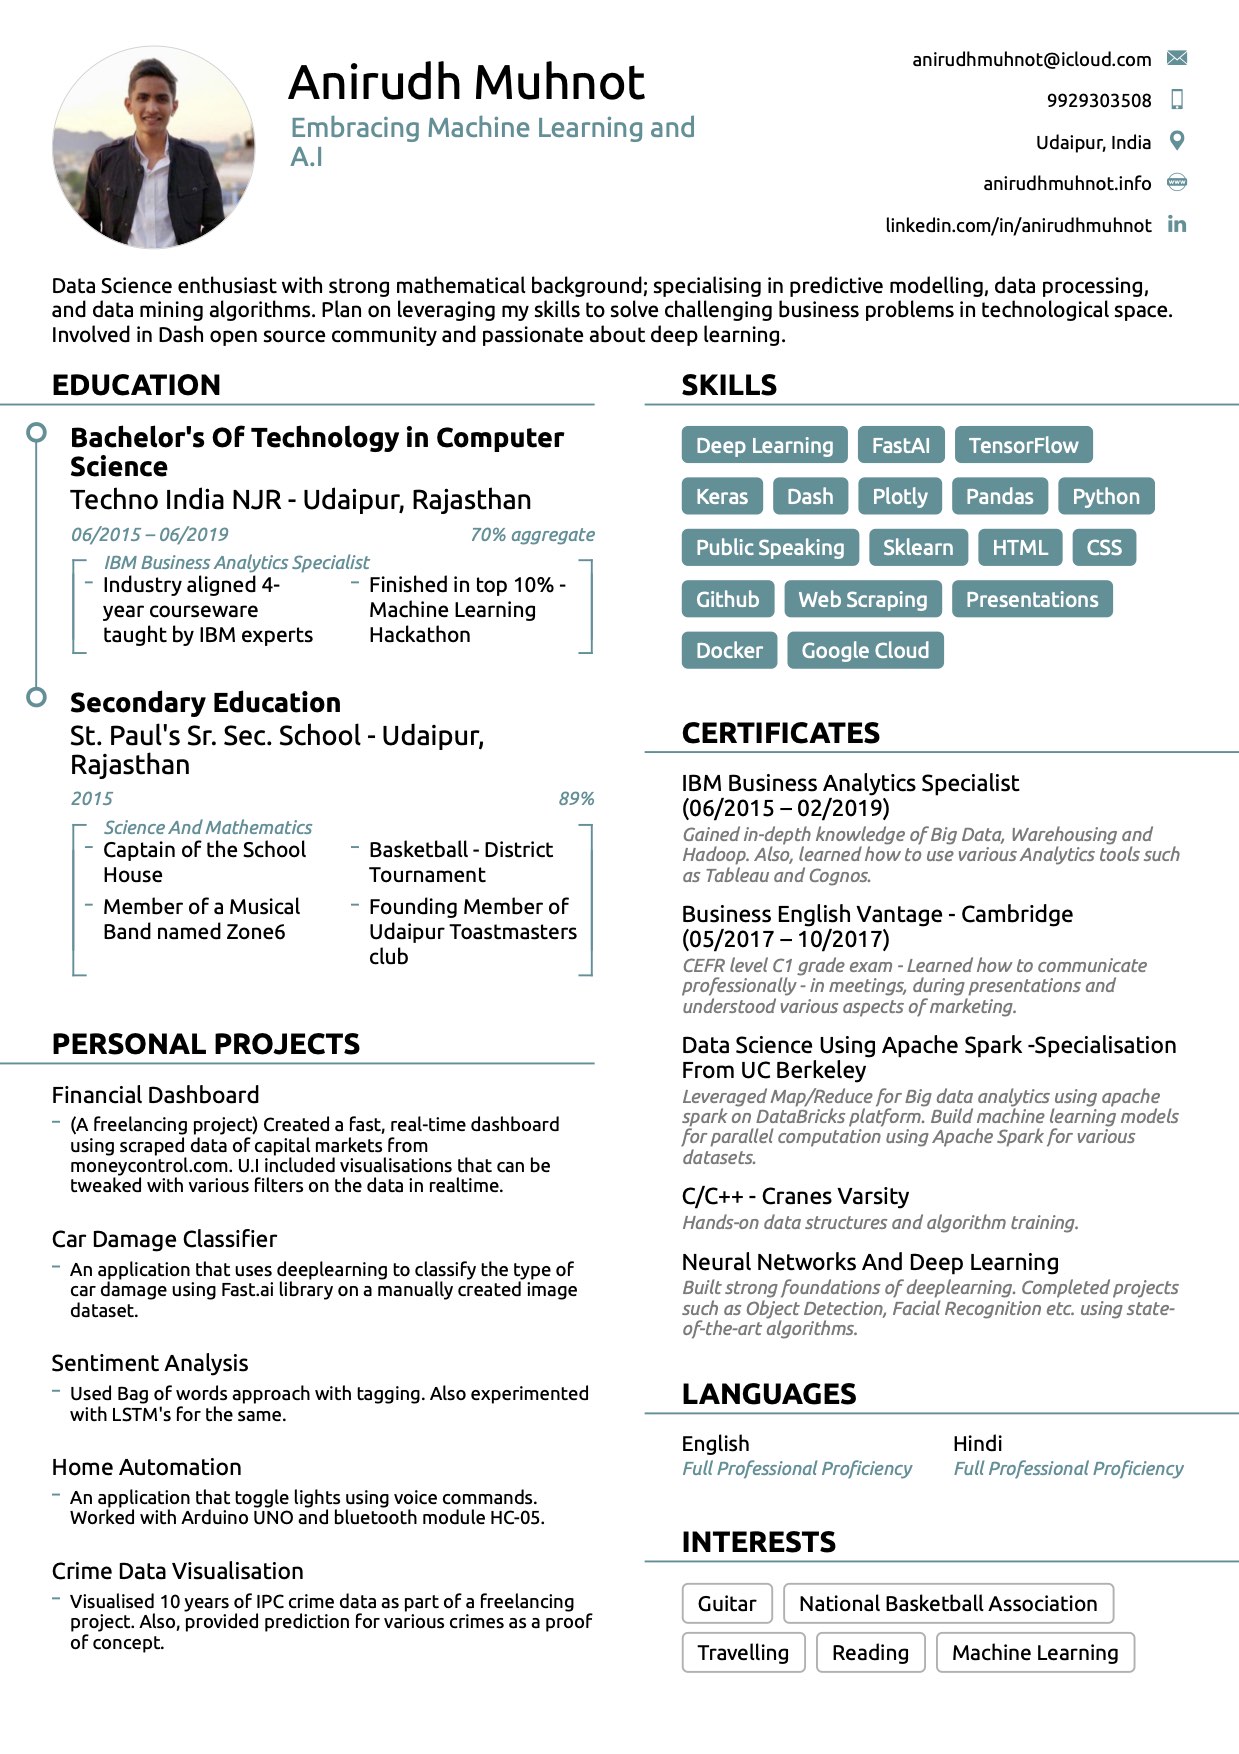 Anirudh Muhnot
Embracing Machine Learning and
A.I
anirudhmuhnot@icloud.com
9929303508
Udaipur, India
anirudhmuhnot.info
linkedin.com/in/anirudhmuhnot
Data Science enthusiast with strong mathematical background; specialising in predictive modelling, data processing,
and data mining algorithms. Plan on leveraging my skills to solve challenging business problems in technological space.
Involved in Dash open source community and passionate about deep learning.
EDUCATION
Bachelor's Of Technology in Computer
Science
Techno India NJR - Udaipur, Rajasthan
06/2015 – 06/2019 70% aggregate
IBM Business Analytics Specialist
– Industry aligned 4-
year courseware
taught by IBM experts
– Finished in top 10% -
Machine Learning
Hackathon
Secondary Education
St. Paul's Sr. Sec. School - Udaipur,
Rajasthan
2015 89%
Science And Mathematics
– Captain of the School
House
– Basketball - District
Tournament
– Member of a Musical
Band named Zone6
– Founding Member of
Udaipur Toastmasters
club
PERSONAL PROJECTS
Financial Dashboard
– (A freelancing project) Created a fast, real-time dashboard
using scraped data of capital markets from
moneycontrol.com. U.I included visualisations that can be
tweaked with various filters on the data in realtime.
Car Damage Classifier
– An application that uses deeplearning to classify the type of
car damage using Fast.ai library on a manually created image
dataset.
Sentiment Analysis
– Used Bag of words approach with tagging. Also experimented
with LSTM's for the same.
Home Automation
– An application that toggle lights using voice commands.
Worked with Arduino UNO and bluetooth module HC-05.
Crime Data Visualisation
– Visualised 10 years of IPC crime data as part of a freelancing
project. Also, provided prediction for various crimes as a proof
of concept.
SKILLS
Deep Learning FastAI TensorFlow
Keras Dash Plotly Pandas Python
Public Speaking Sklearn HTML CSS
Github Web Scraping Presentations
Docker Google Cloud
CERTIFICATES
IBM Business Analytics Specialist
(06/2015 – 02/2019)
Gained in-depth knowledge of Big Data, Warehousing and
Hadoop. Also, learned how to use various Analytics tools such
as Tableau and Cognos.
Business English Vantage - Cambridge
(05/2017 – 10/2017)
CEFR level C1 grade exam - Learned how to communicate
professionally - in meetings, during presentations and
understood various aspects of marketing.
Data Science Using Apache Spark -Specialisation
From UC Berkeley
Leveraged Map/Reduce for Big data analytics using apache
spark on DataBricks platform. Build machine learning models
for parallel computation using Apache Spark for various
datasets.
C/C++ - Cranes Varsity
Hands-on data structures and algorithm training.
Neural Networks And Deep Learning
Built strong foundations of deeplearning. Completed projects
such as Object Detection, Facial Recognition etc. using state-
of-the-art algorithms.
LANGUAGES
English Hindi
Full Professional Proficiency Full Professional Proficiency
INTERESTS
Guitar National Basketball Association
Travelling Reading Machine Learning